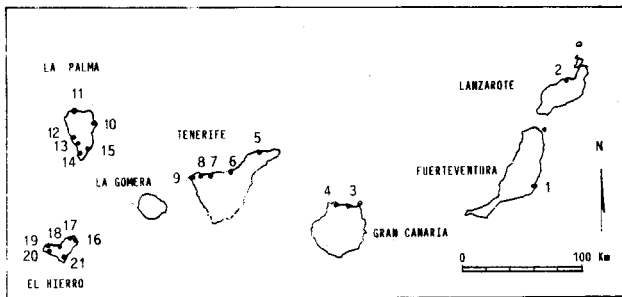 LA PALMA
11
10
12
13
14
15
TENERIFE
5
6
8
7
9
LA GOMERA
19
18
17
16
20
21
EL HIERRO
4
3
GRAN CANARIA
LANZAROTE
2
FUERTEVENTURA
1
N
0
100 Km